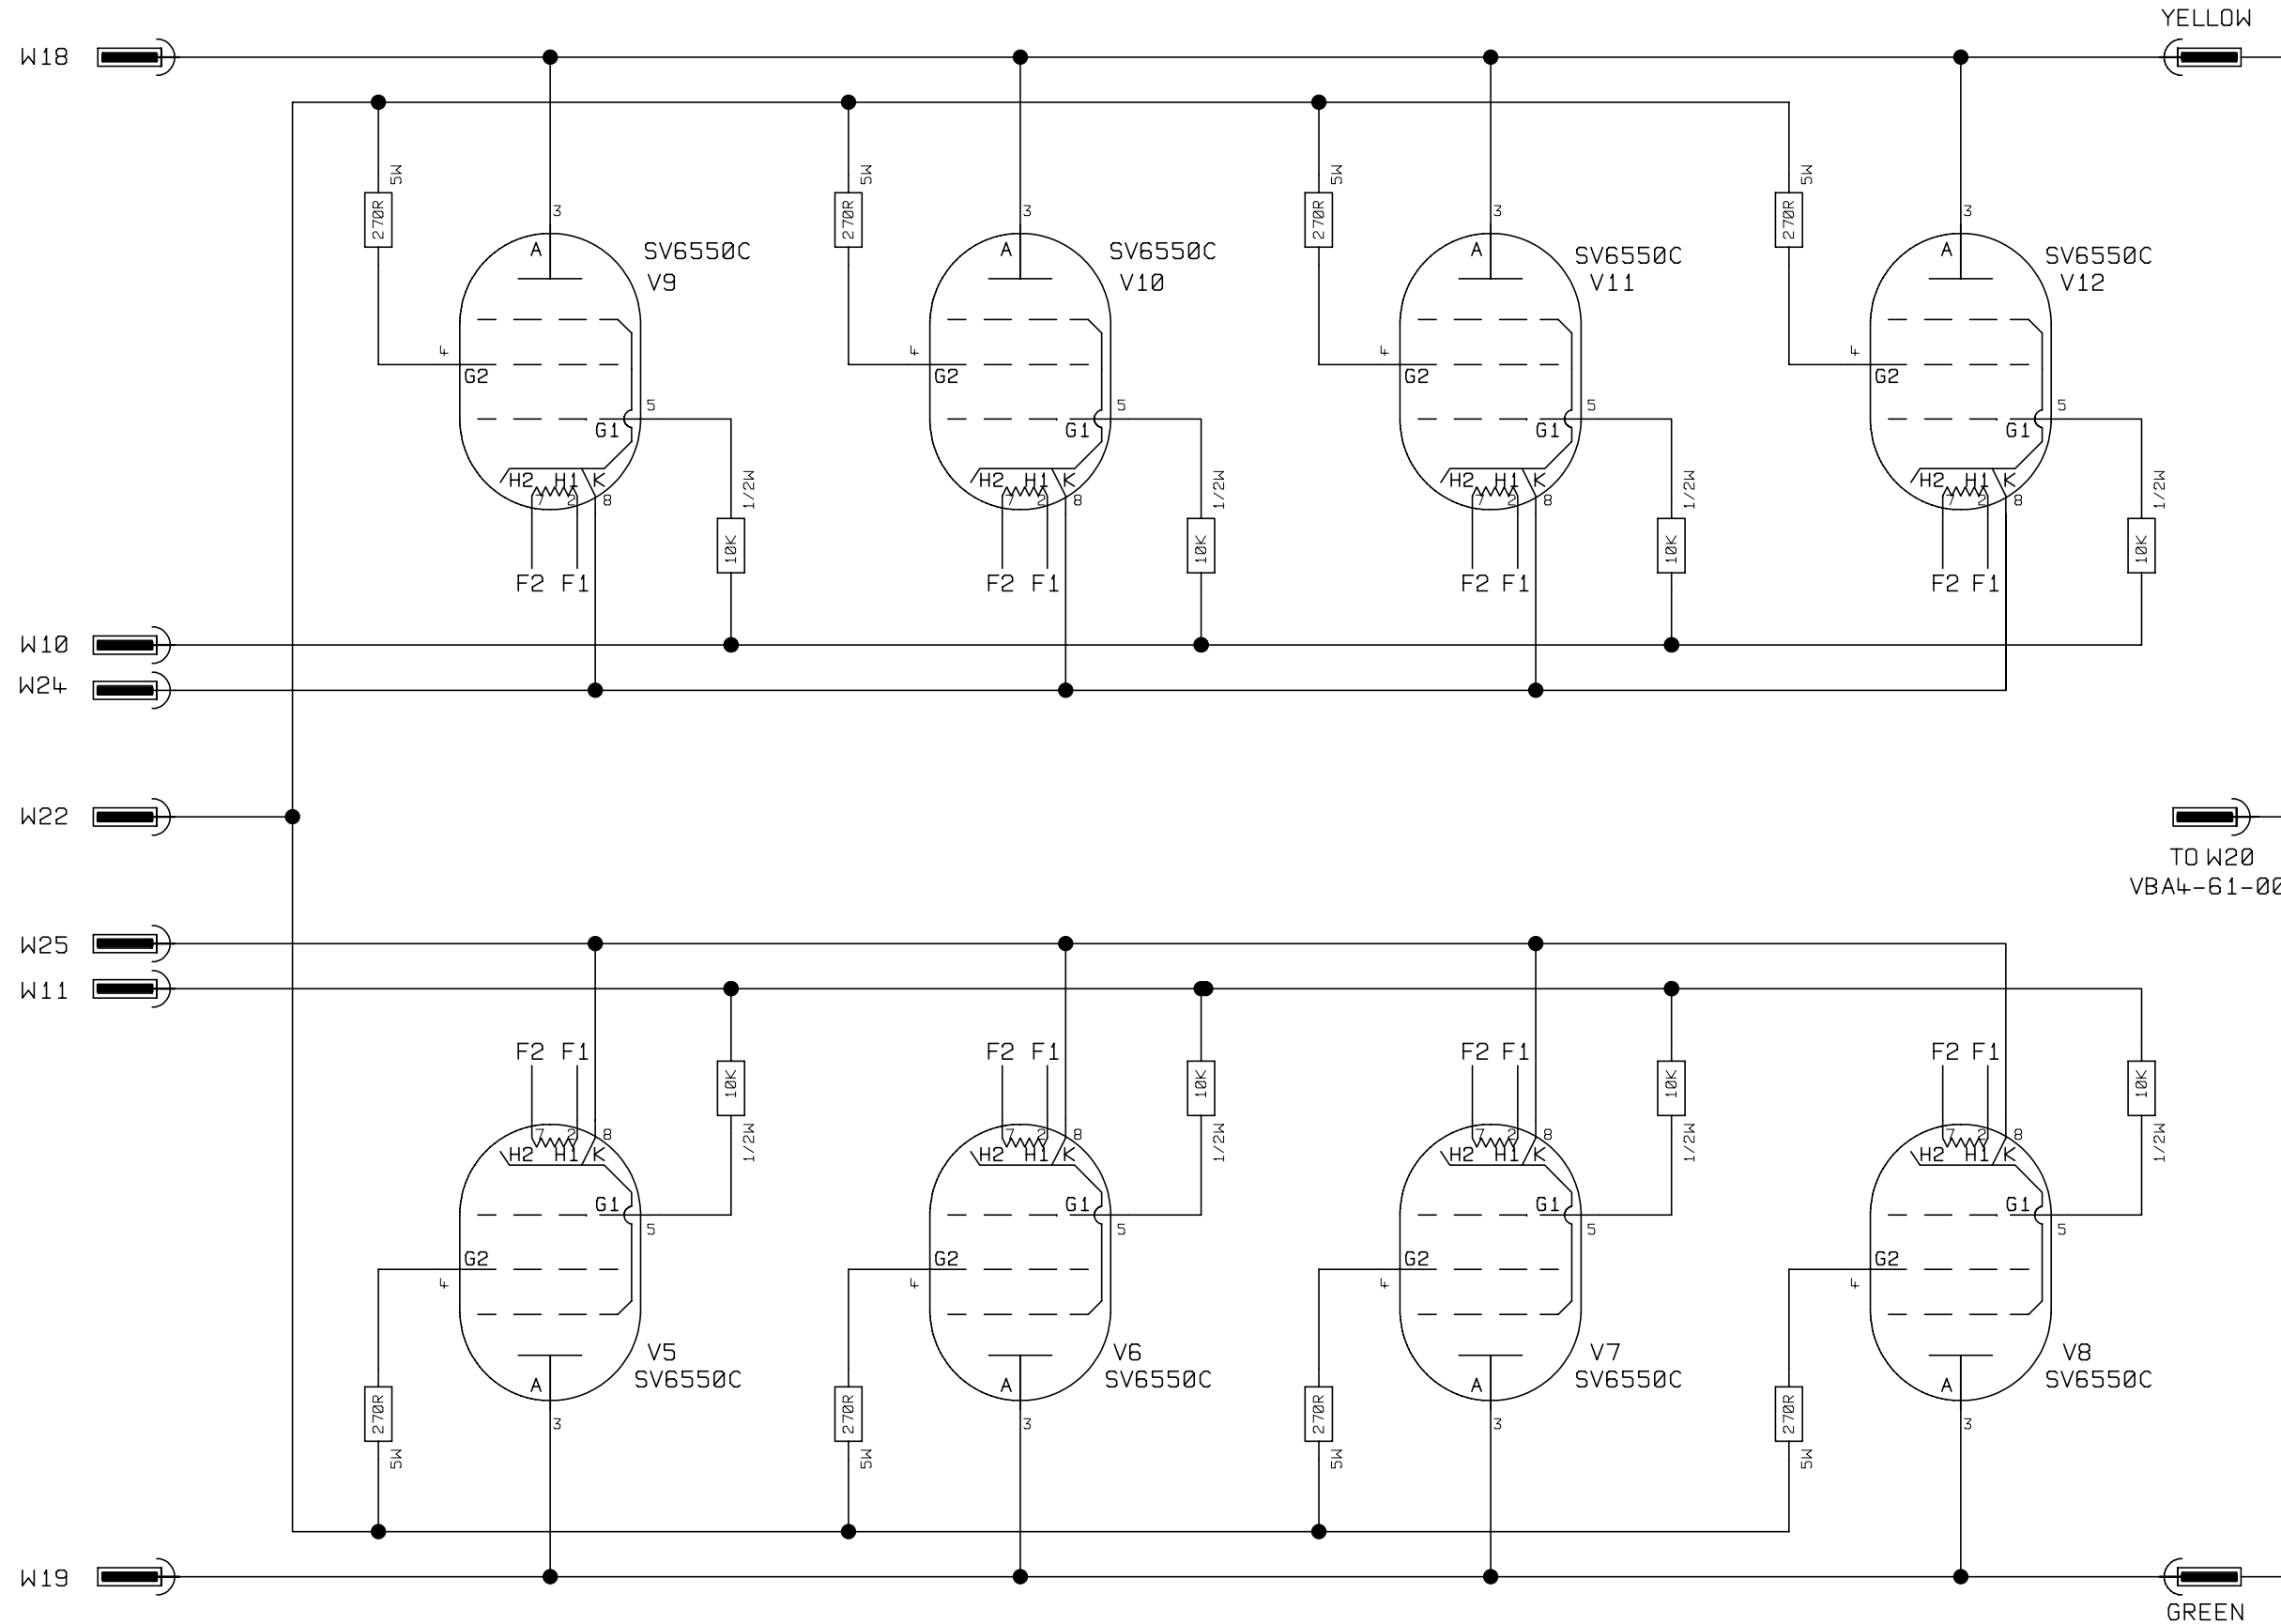 YELLOW
W18
5W 5W 5W 5W
270R 270R 270R 270R
3 3 3 3
A A A A
SV6550C SV6550C SV6550C SV6550C
V9 V10 V11 V12
4 4 4 4
G2 G2 G2 G2
5 5 5 5
G1 G1 G1 G1
H2 H1 K H2 H1 K H2 H1 K H2 H1 K
7 2 8 7 2 8 7 2 8 7 2 8
1/2W 1/2W 1/2W 1/2W
10K 10K 10K 10K
F2 F1 F2 F1 F2 F1 F2 F1
W10
W24
W22
TO W20
VBA4-61-00
W25
W11
F2 F1 F2 F1 F2 F1 F2 F1
10K 10K 10K 10K
1/2W 1/2W 1/2W 1/2W
7 2 8 7 2 8 7 2 8 7 2 8
H2 H1 K H2 H1 K H2 H1 K H2 H1 K
G1 G1 G1 G1
5 5 5 5
G2 G2 G2 G2
4 4 4 4
V5 V6 V7 V8
SV6550C SV6550C SV6550C SV6550C
A A A A
270R 270R 270R 270R
3 3 3 3
5W 5W 5W 5W
W19
GREEN